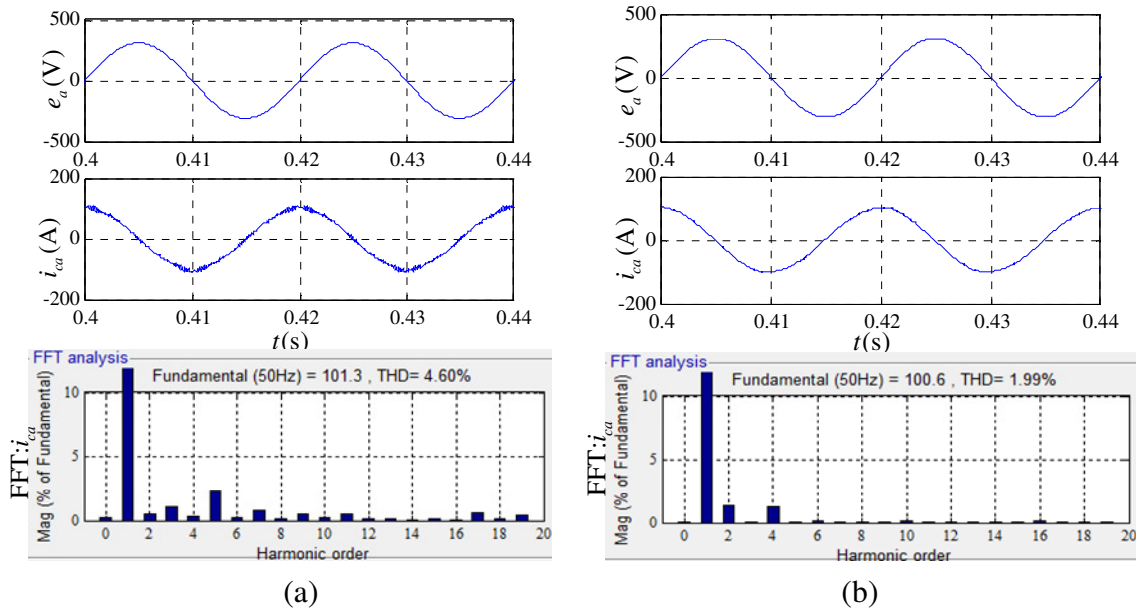 500
0
-500
e_a(V)
0.4 0.41 0.42 0.43 0.44
200
0
-200
i_ca(A)
0.4 0.41 0.42 0.43 0.44
t(s)
FFT analysis
Fundamental (50Hz) = 101.3 , THD= 4.60%
10
5
0
FFT:i_ca
Mag (% of Fundamental)
0 2 4 6 8 10 12 14 16 18 20
Harmonic order
(a)
500
0
-500
e_a(V)
0.4 0.41 0.42 0.43 0.44
200
0
-200
i_ca(A)
0.4 0.41 0.42 0.43 0.44
t(s)
FFT analysis
Fundamental (50Hz) = 100.6 , THD= 1.99%
10
5
0
FFT:i_ca
Mag (% of Fundamental)
0 2 4 6 8 10 12 14 16 18 20
Harmonic order
(b)